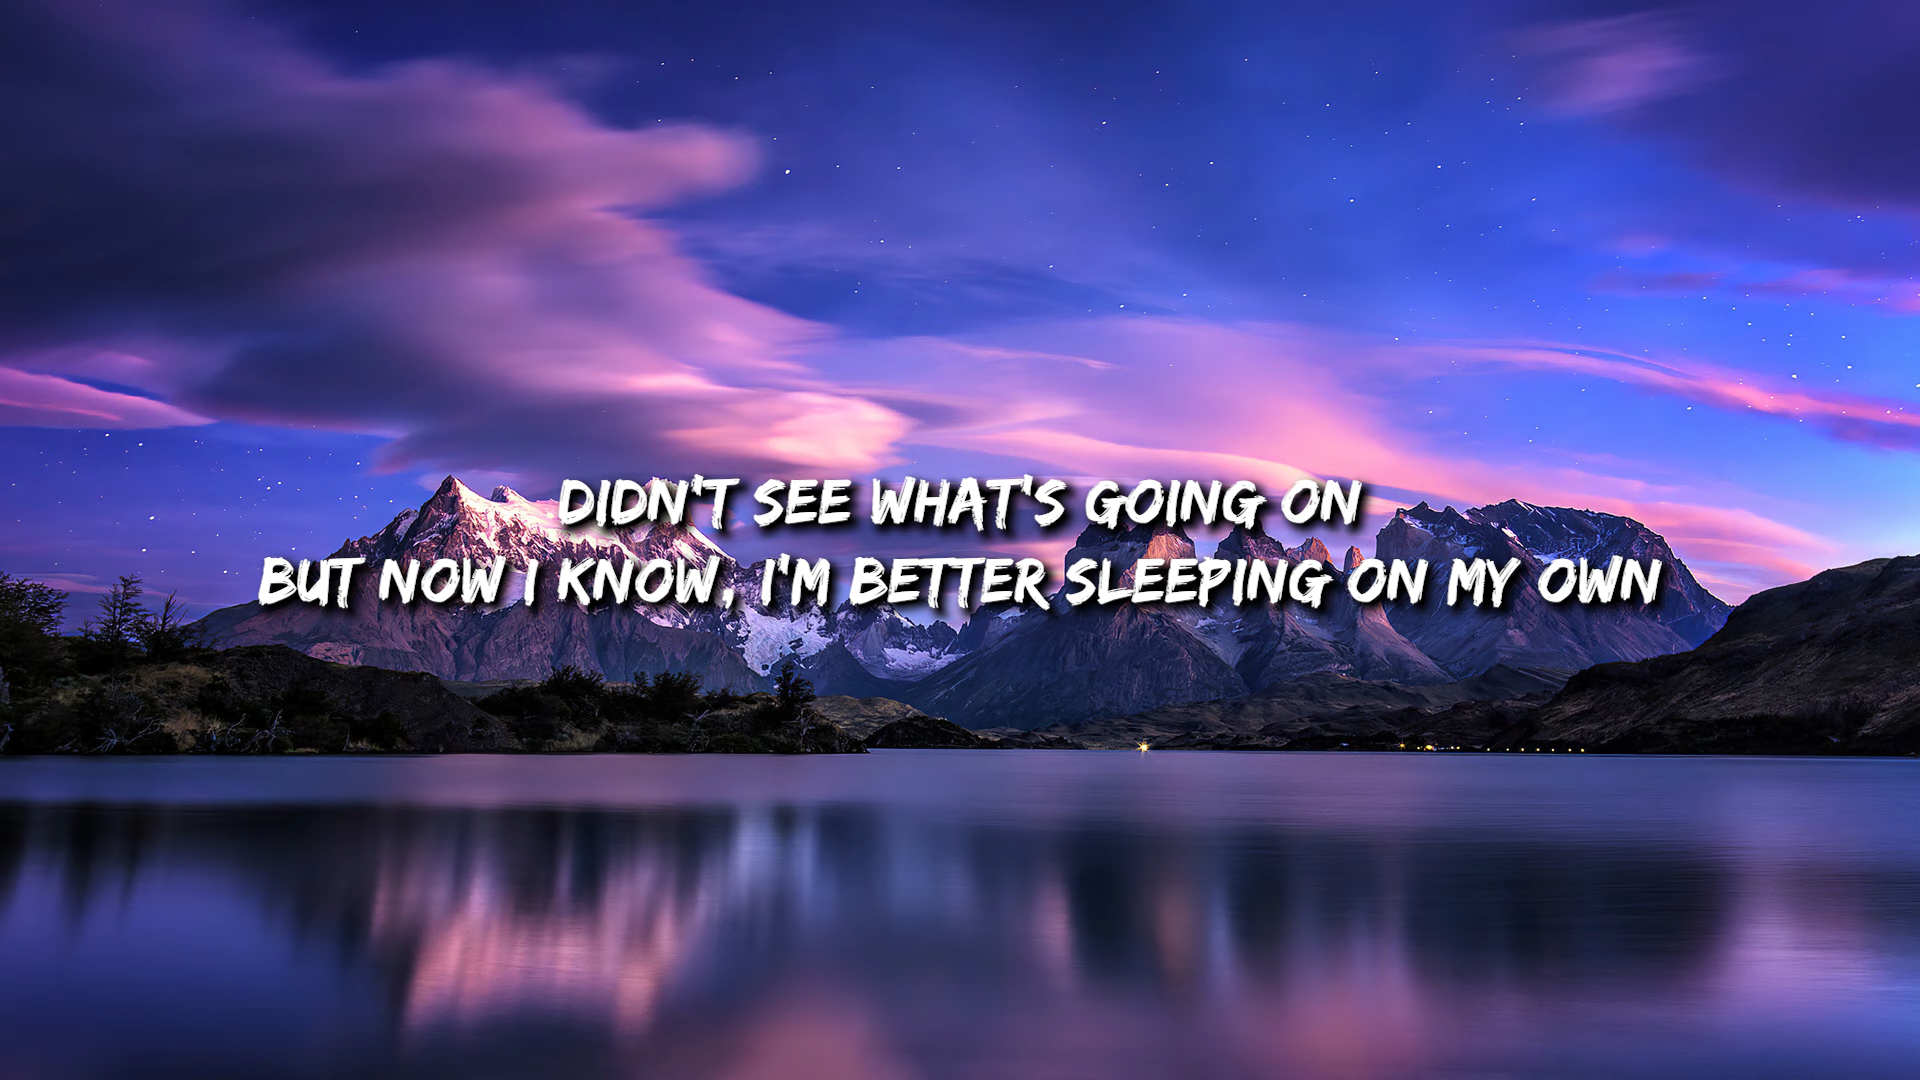 DIDN'T SEE WHAT'S GOING ON
BUT NOW I KNOW, I'M BETTER SLEEPING ON MY OWN